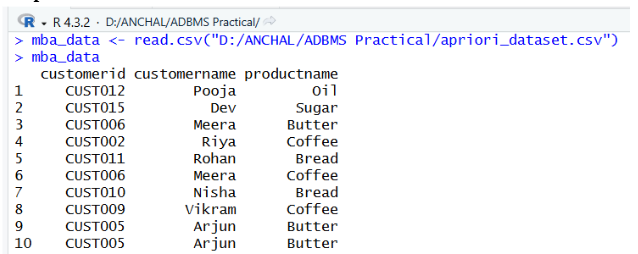 R 4.3.2 · D:/ANCHAL/ADBMS Practical/
> mba_data <- read.csv("D:/ANCHAL/ADBMS Practical/apriori_dataset.csv")
> mba_data
customerid customername productname
1 CUST012 Pooja Oil
2 CUST015 Dev Sugar
3 CUST006 Meera Butter
4 CUST002 Riya Coffee
5 CUST011 Rohan Bread
6 CUST006 Meera Coffee
7 CUST010 Nisha Bread
8 CUST009 Vikram Coffee
9 CUST005 Arjun Butter
10 CUST005 Arjun Butter